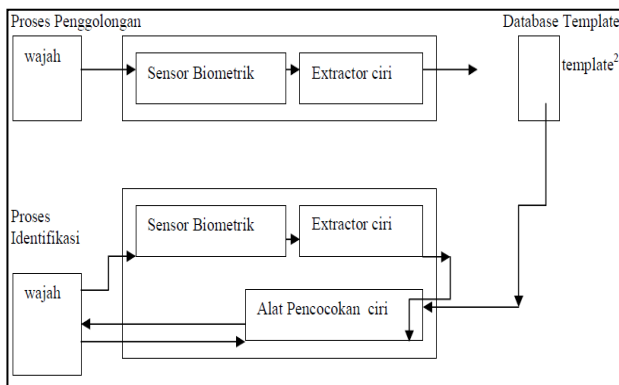 Proses Penggolongan
Database Template
wajah
Sensor Biometrik
Extractor ciri
template²
Proses
Identifikasi
Sensor Biometrik
Extractor ciri
wajah
Alat Pencocokan ciri